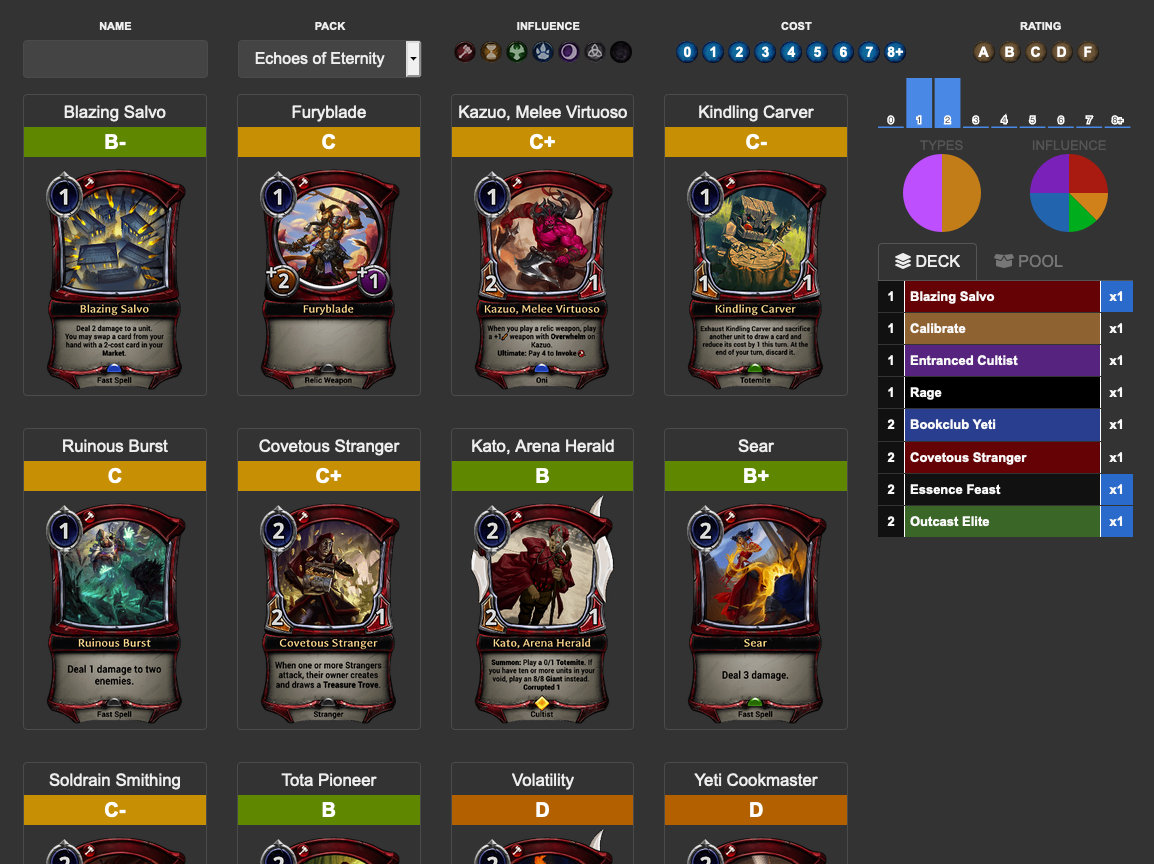 NAME PACK INFLUENCE COST RATING
Echoes of Eternity 0 1 2 3 4 5 6 7 8+ A B C D F
Blazing Salvo Furyblade Kazuo, Melee Virtuoso Kindling Carver
B- C C+ C-
1 1 1 1
+2 +1 2 1 1 1
Blazing Salvo Furyblade Kazuo, Melee Virtuoso Kindling Carver
Deal 2 damage to a unit.
You may swap a card from your
hand with a 2-cost card in your
Market.
Fast Spell
Relic Weapon
When you play a relic weapon, play
a +1 weapon with Overwhelm on
Kazuo.
Ultimate: Pay 4 to Invoke
Oni
Exhaust Kindling Carver and sacrifice
another unit to draw a card and
reduce its cost by 1 this turn. At the
end of your turn, discard it.
Totemite
Ruinous Burst Covetous Stranger Kato, Arena Herald Sear
C C+ B B+
1 2 2 2
2 1 2 1
Ruinous Burst Covetous Stranger Kato, Arena Herald Sear
Deal 1 damage to two
enemies.
Fast Spell
When one or more Strangers
attack, their owner creates
and draws a Treasure Trove.
Stranger
Summon: Play a 0/1 Totemite. If
you have ten or more units in your
void, play an 8/8 Giant instead.
Corrupted 1
Cultist
Deal 3 damage.
Fast Spell
Soldrain Smithing Tota Pioneer Volatility Yeti Cookmaster
C- B D D
2 2 2 2
0 1 2 3 4 5 6 7 8+
TYPES INFLUENCE
DECK POOL
1 Blazing Salvo x1
1 Calibrate x1
1 Entranced Cultist x1
1 Rage x1
2 Bookclub Yeti x1
2 Covetous Stranger x1
2 Essence Feast x1
2 Outcast Elite x1